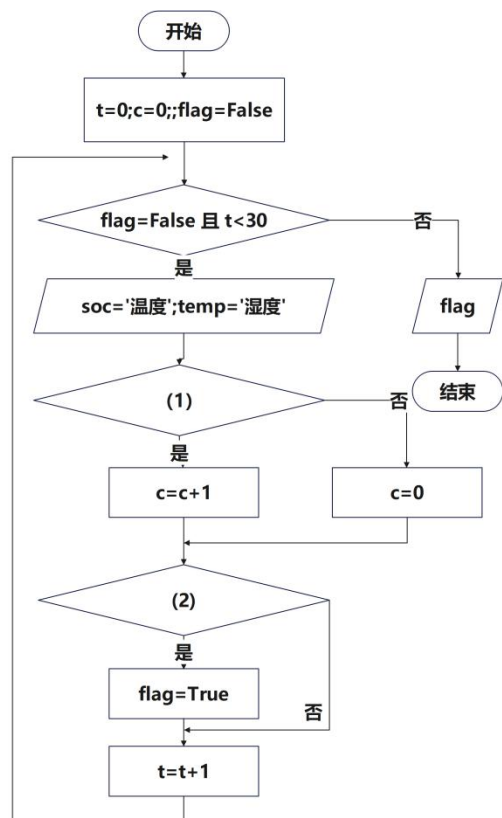 开始
t=0;c=0;;flag=False
flag=False 且 t<30
否
是
soc='温度';temp='湿度'
flag
结束
(1)
否
是
c=c+1
c=0
(2)
是
flag=True
否
t=t+1